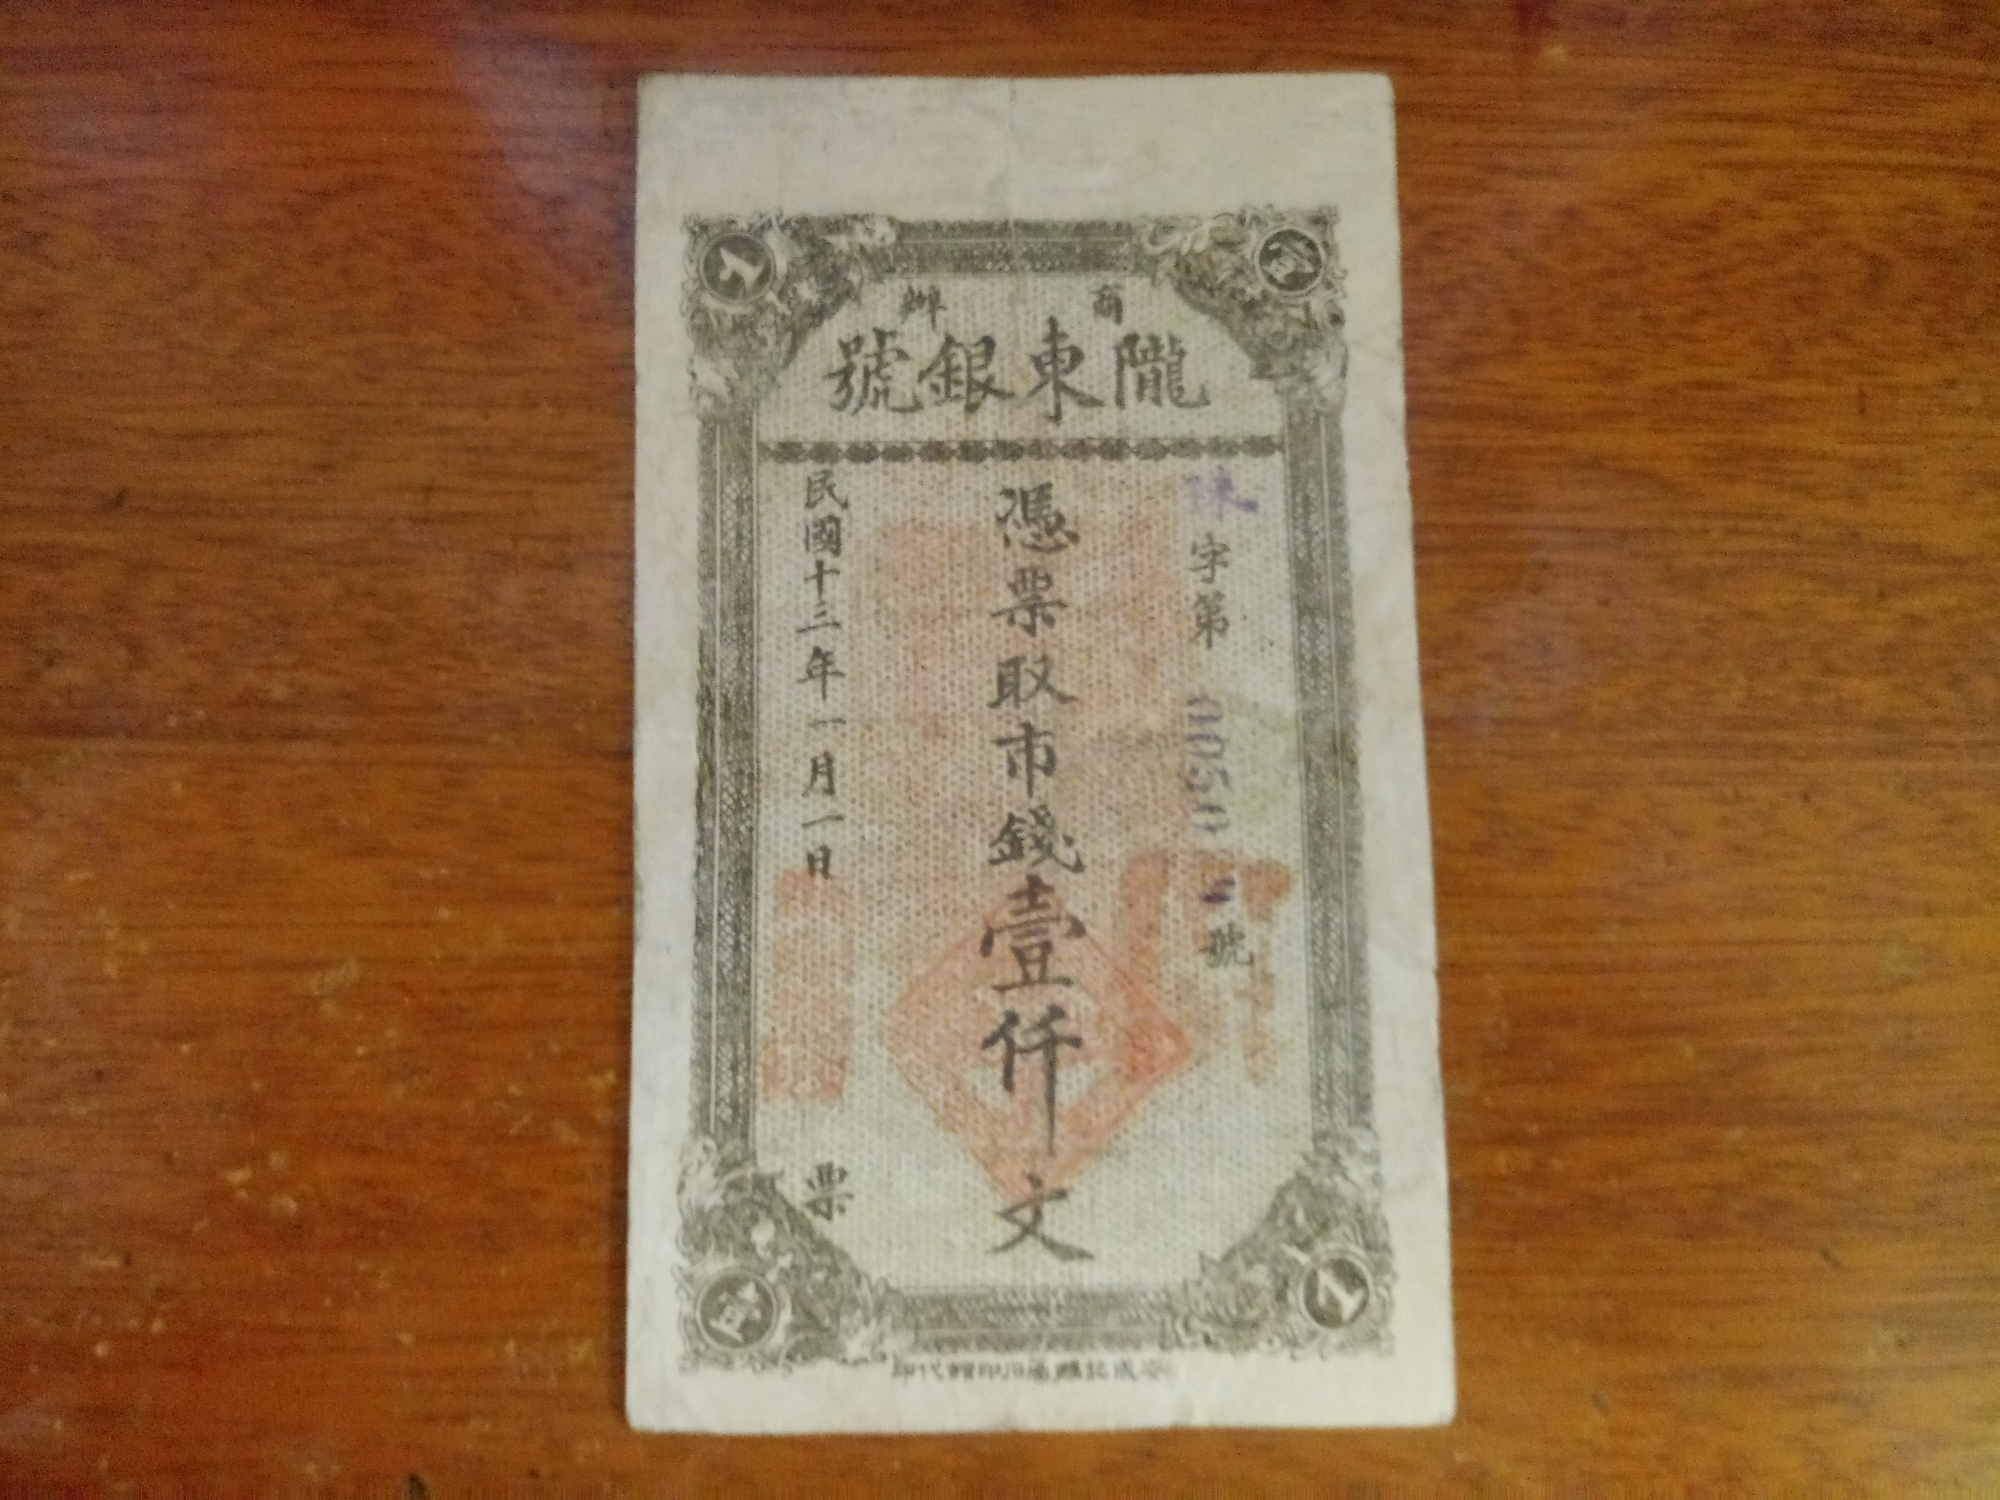 商辦
隴東銀號
陳字第 號
憑票取市錢壹仟文
民國十三年一月一日
票